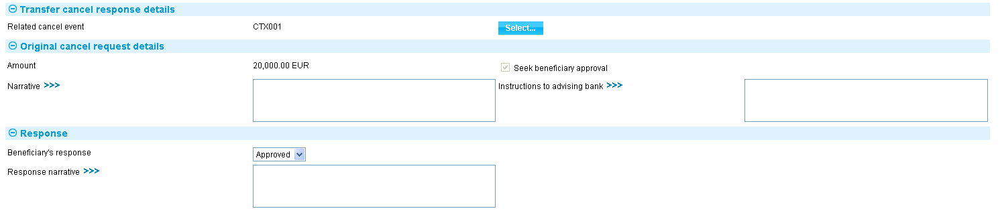 Transfer cancel response details
Related cancel event CTX001 Select...
Original cancel request details
Amount 20,000.00 EUR Seek beneficiary approval
Narrative >>> Instructions to advising bank >>>
Response
Beneficiary's response Approved
Response narrative >>>